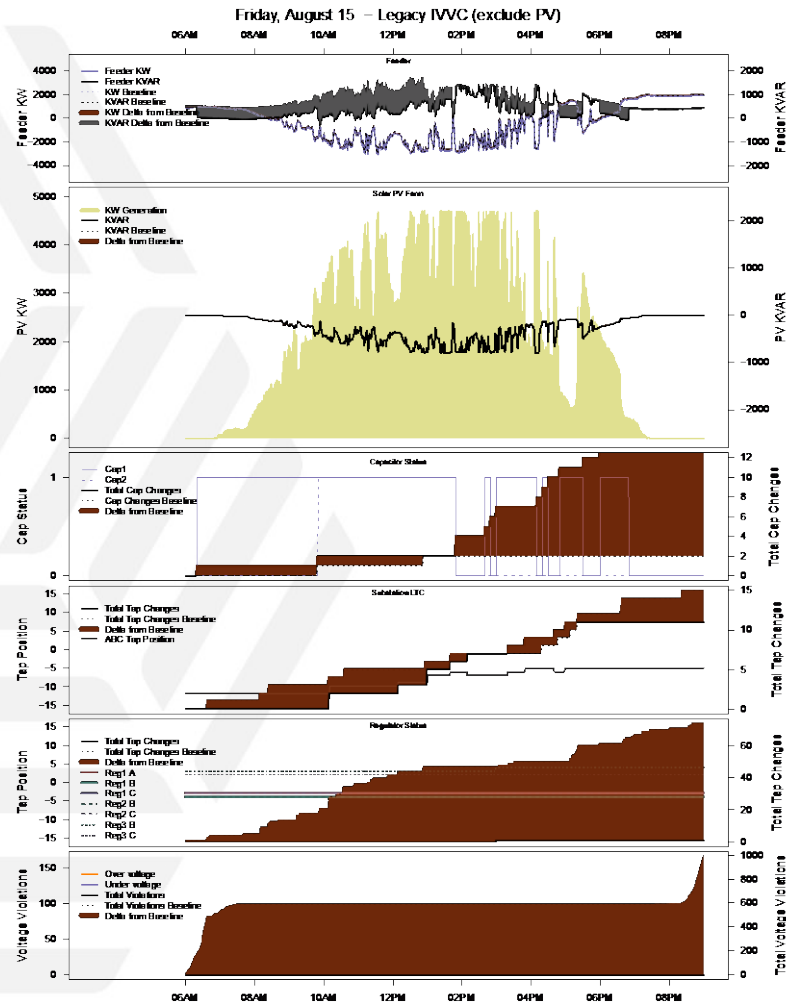 Friday, August 15 – Legacy IVVC (exclude PV)
06AM 08AM 10AM 12PM 02PM 04PM 06PM 08PM
Feeder
Feeder KW
4000
2000
0
−2000
−4000
Feeder KW
Feeder KVAR
KW Baseline
KVAR Baseline
KW Delta from Baseline
KVAR Delta from Baseline
2000
1000
0
−1000
−2000
Feeder KVAR
Solar PV Farm
PV KW
5000
4000
3000
2000
1000
0
KW Generation
KVAR
KVAR Baseline
Delta from Baseline
2000
1000
0
−1000
−2000
PV KVAR
Capacitor Status
Cap Status
1
0
Cap1
Cap2
Total Cap Changes
Cap Changes Baseline
Delta from Baseline
12
10
8
6
4
2
0
Total Cap Changes
Substation LTC
Tap Position
15
10
5
0
−5
−10
−15
Total Tap Changes
Total Tap Changes Baseline
Delta from Baseline
ABC Tap Position
15
10
5
0
Total Tap Changes
Regulator Status
Tap Position
15
10
5
0
−5
−10
−15
Total Tap Changes
Total Tap Changes Baseline
Delta from Baseline
Reg1 A
Reg1 B
Reg1 C
Reg2 B
Reg2 C
Reg3 B
Reg3 C
60
40
20
0
Total Tap Changes
Voltage Violations
150
100
50
0
Over voltage
Under voltage
Total Violations
Total Violations Baseline
Delta from Baseline
1000
800
600
400
200
0
Total Voltage Violations
06AM 08AM 10AM 12PM 02PM 04PM 06PM 08PM